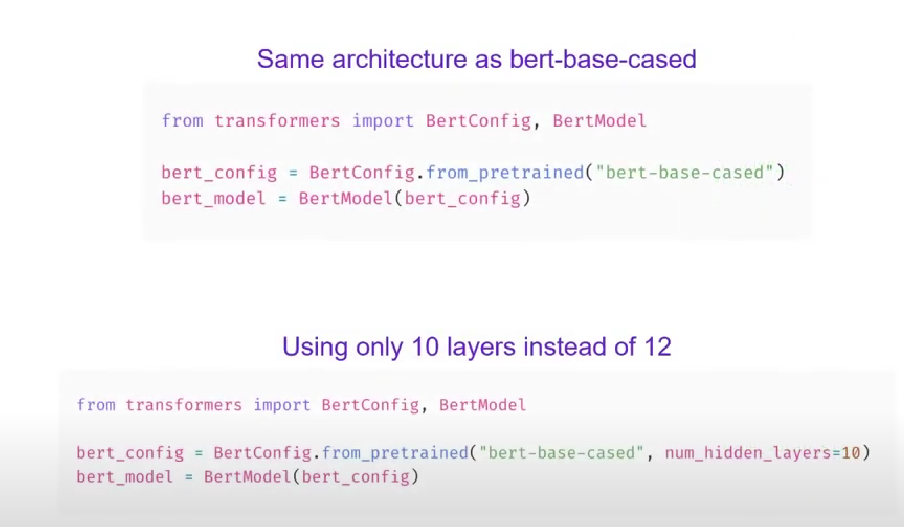 Same architecture as bert-base-cased
from transformers import BertConfig, BertModel
bert_config = BertConfig.from_pretrained("bert-base-cased")
bert_model = BertModel(bert_config)
Using only 10 layers instead of 12
from transformers import BertConfig, BertModel
bert_config = BertConfig.from_pretrained("bert-base-cased", num_hidden_layers=10)
bert_model = BertModel(bert_config)